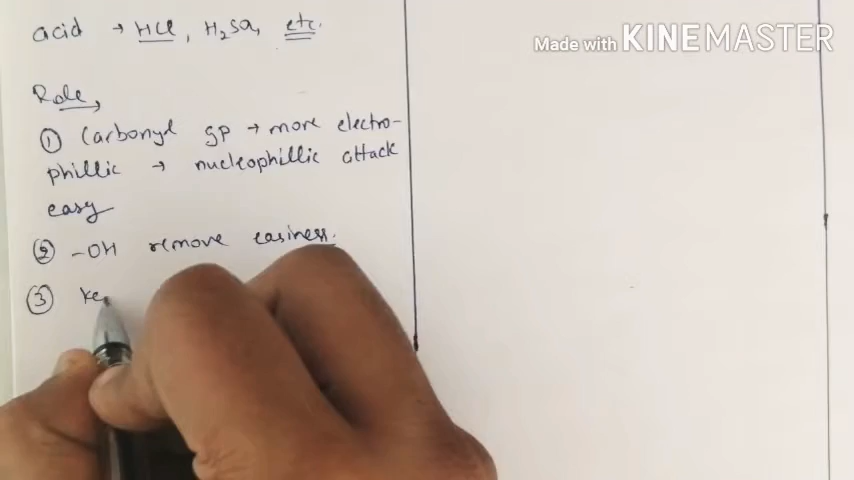 acid → HCl, H₂SO₄ etc.
Made with KINEMASTER
Role,
① Carbonyl gp → more electro-
phillic → nucleophillic attack
easy
② -OH remove easiness.
③ Ke